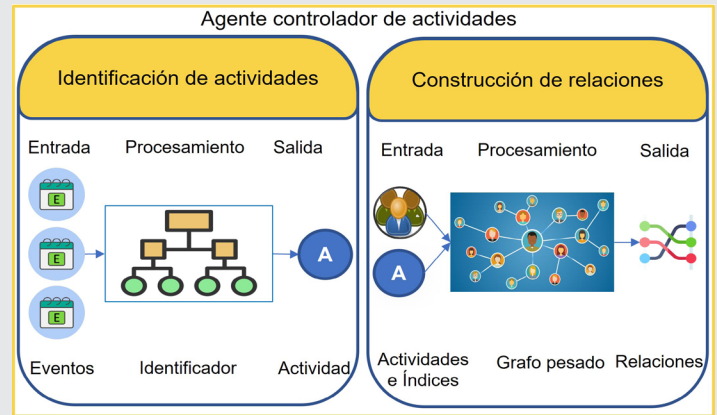 Agente controlador de actividades
Identificación de actividades
Entrada Procesamiento Salida
E
E
E
A
Eventos Identificador Actividad
Construcción de relaciones
Entrada Procesamiento Salida
A
Actividades
e Índices
Grafo pesado Relaciones